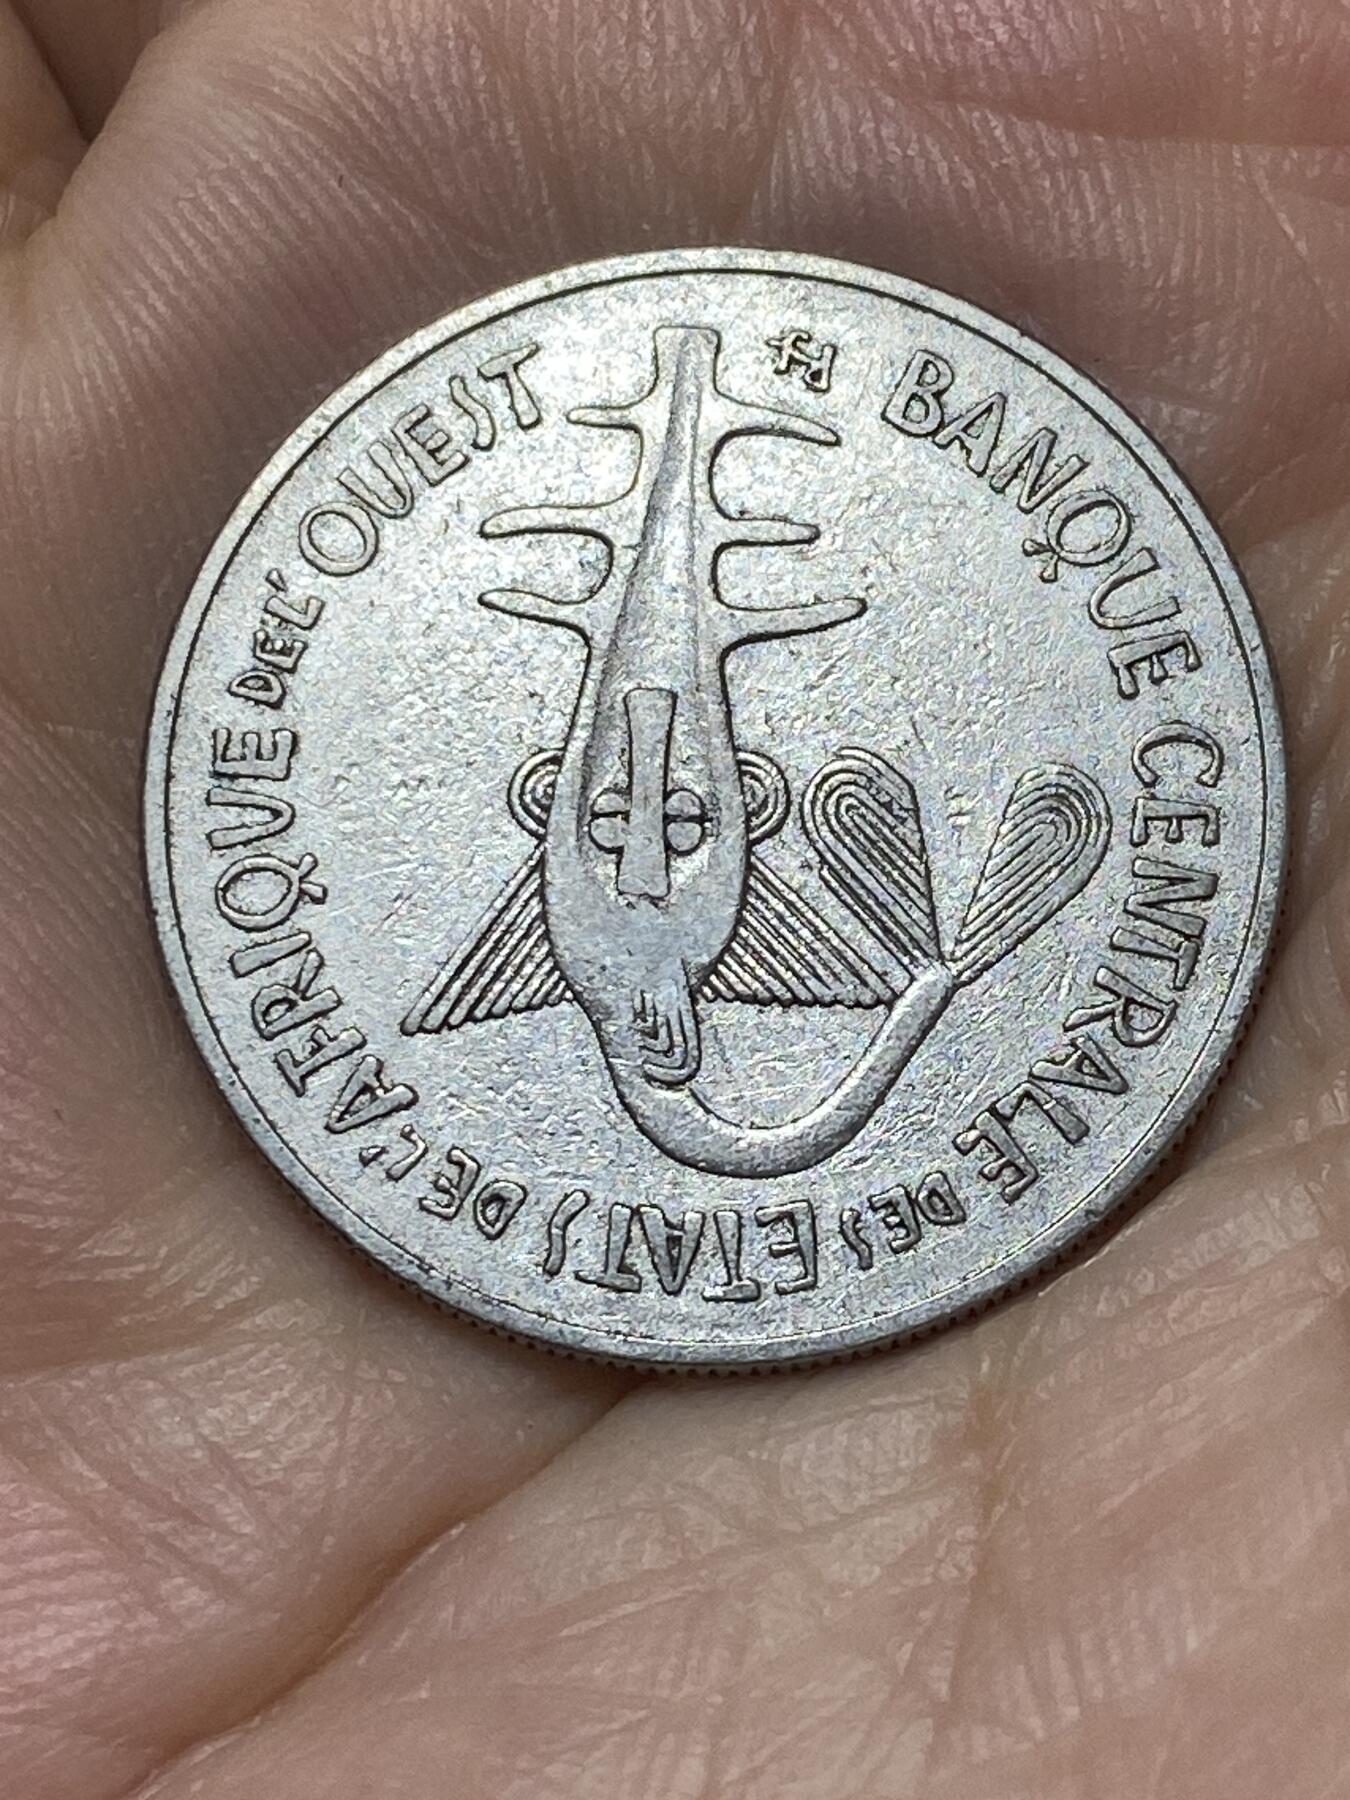 BANQUE CENTRALE DES ETATS DE L'AFRIQUE DE L'OUEST